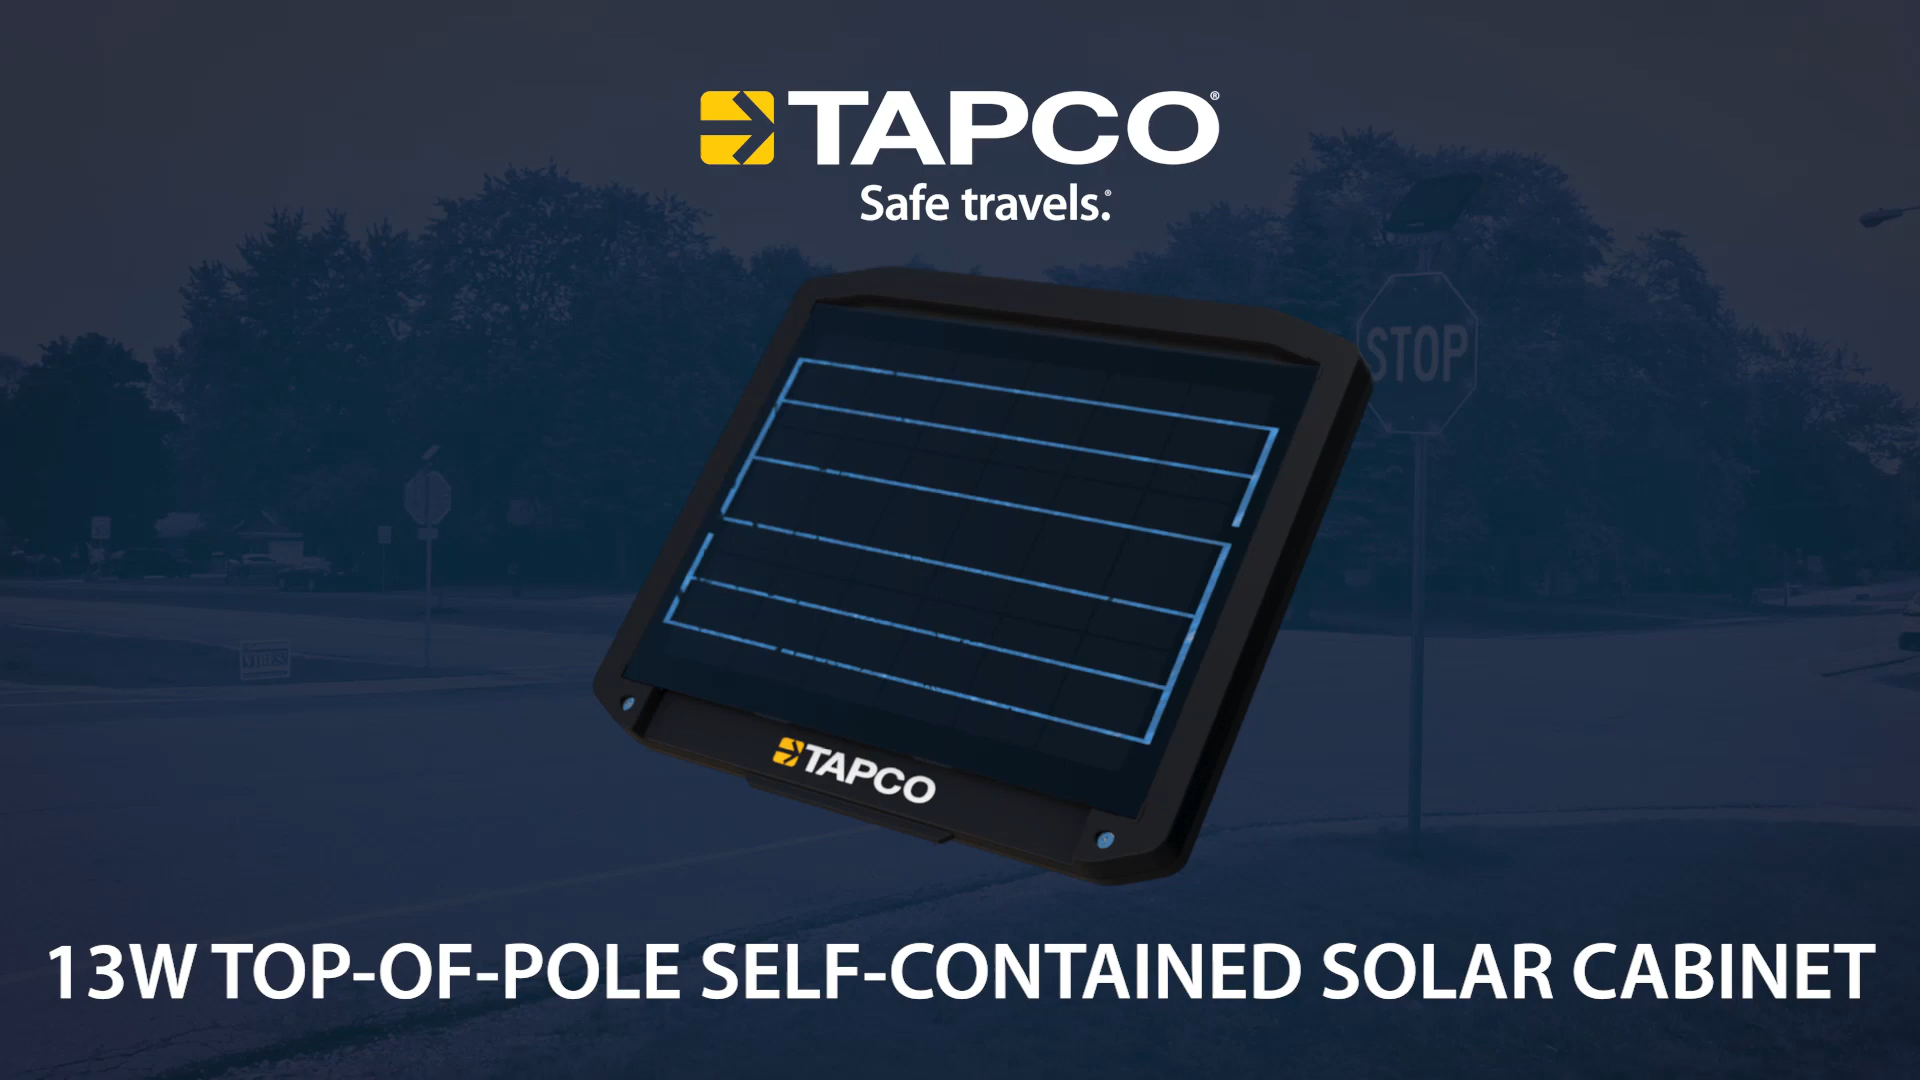 TAPCO®
Safe travels.®
STOP
TAPCO
13W TOP-OF-POLE SELF-CONTAINED SOLAR CABINET